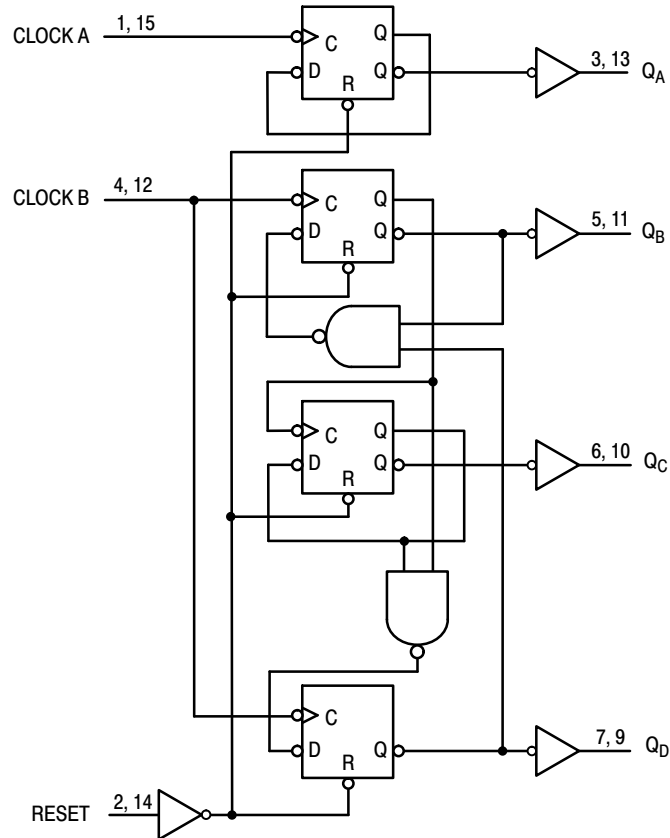 CLOCK A 1, 15 C Q D Q R 3, 13 QA
CLOCK B 4, 12 C Q D Q R 5, 11 QB
C Q D Q R 6, 10 QC
C D Q R 7, 9 QD
RESET 2, 14